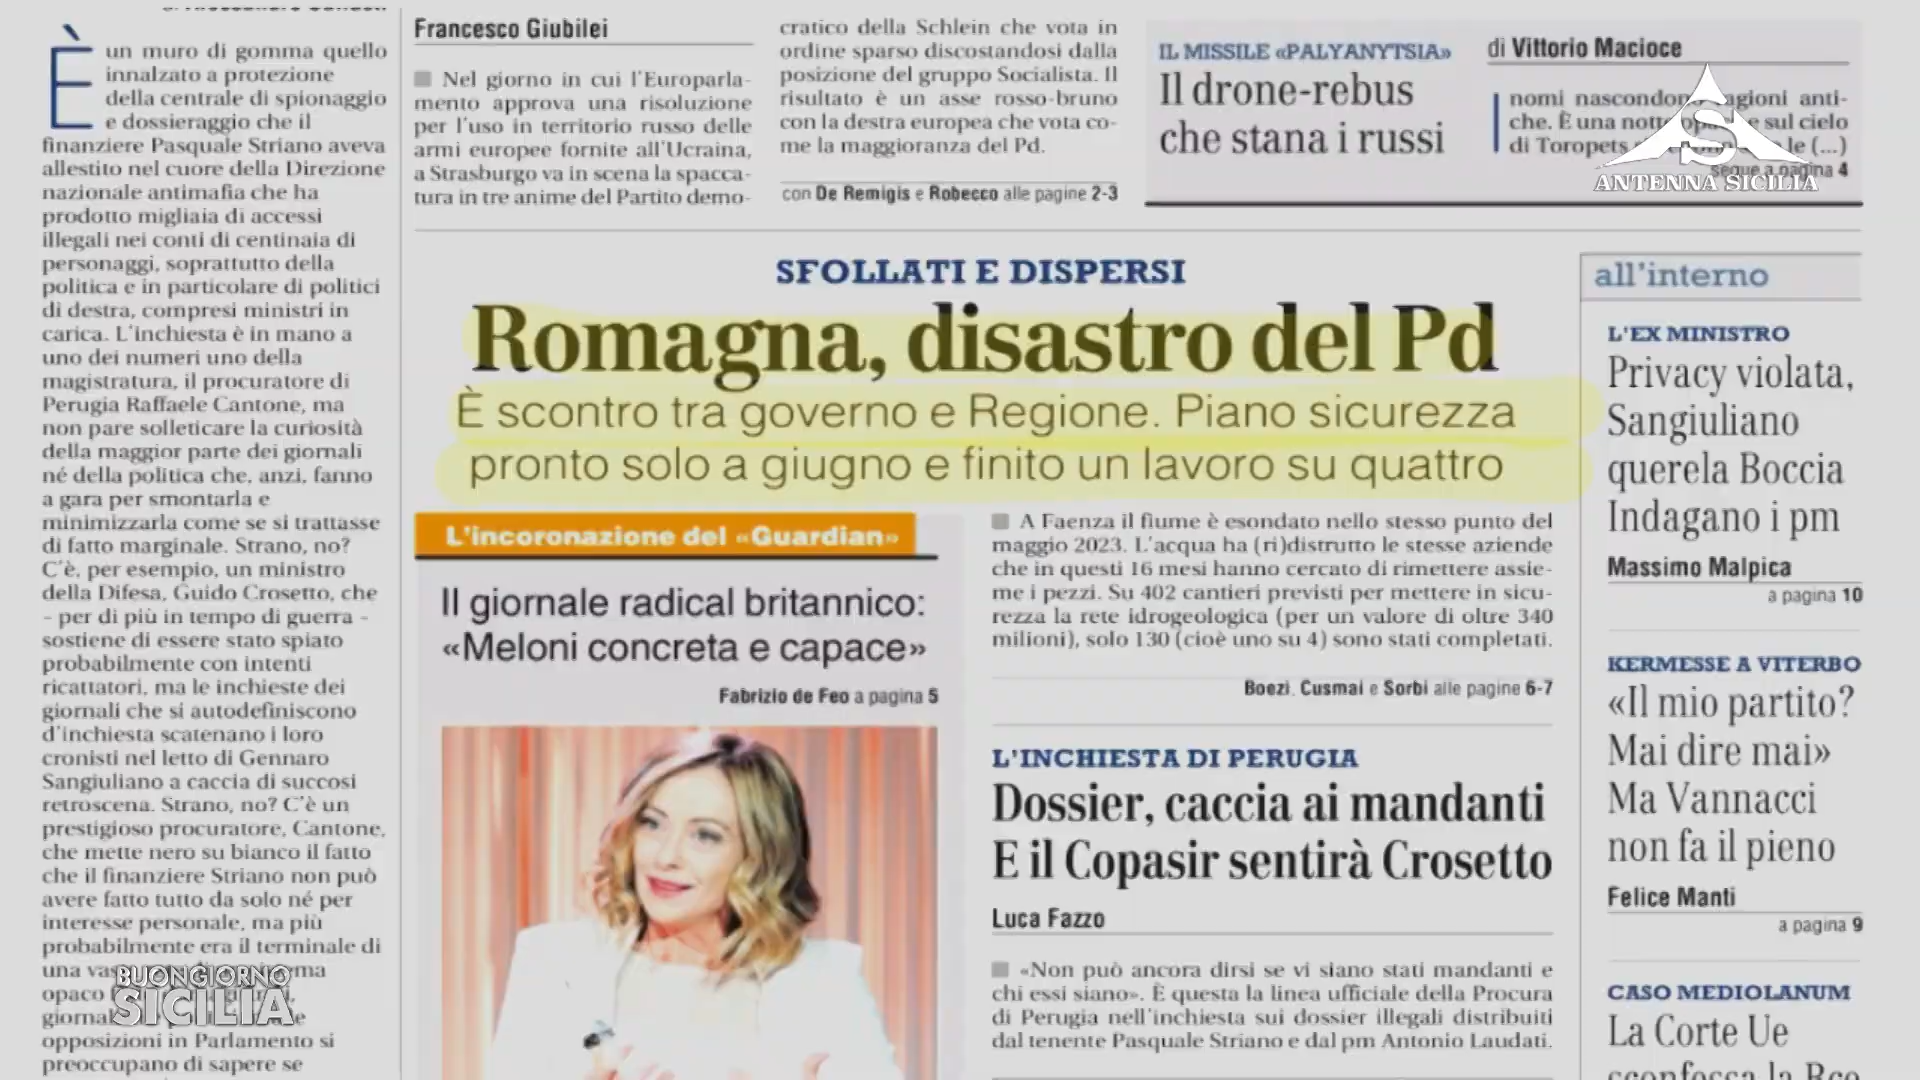 È un muro di gomma quello
innalzato a protezione
della centrale di spionaggio
e dossieraggio che il
finanziere Pasquale Striano aveva
allestito nel cuore della Direzione
nazionale antimafia che ha
prodotto migliaia di accessi
illegali nei conti di centinaia di
personaggi, soprattutto della
politica e in particolare di politici
di destra, compresi ministri in
carica. L'inchiesta è in mano a
uno dei numeri uno della
magistratura, il procuratore di
Perugia Raffaele Cantone, ma
non pare solleticare la curiosità
della maggior parte dei giornali
né della politica che, anzi, fanno
a gara per smontarla e
minimizzarla come se si trattasse
di fatto marginale. Strano, no?
C'è, per esempio, un ministro
della Difesa, Guido Crosetto, che
- per di più in tempo di guerra -
sostiene di essere stato spiato
probabilmente con intenti
ricattatori, ma le inchieste dei
giornali che si autodefiniscono
d'inchiesta scatenano i loro
cronisti nel letto di Gennaro
Sangiuliano a caccia di succosi
retroscena. Strano, no? C'è un
prestigioso procuratore, Cantone,
che mette nero su bianco il fatto
che il finanziere Striano non può
avere fatto tutto da solo né per
interesse personale, ma più
probabilmente era il terminale di
una
opaco
opposizioni in Parlamento si
preoccupano di sapere se
BUONGIORNO
SICILIA
Francesco Giubilei
Nel giorno in cui l'Europarla-
mento approva una risoluzione
per l'uso in territorio russo delle
armi europee fornite all'Ucraina,
a Strasburgo va in scena la spacca-
tura in tre anime del Partito demo-
cratico della Schlein che vota in
ordine sparso discostandosi dalla
posizione del gruppo Socialista. Il
risultato è un asse rosso-bruno
con la destra europea che vota co-
me la maggioranza del Pd.
con De Remigis e Robecco alle pagine 2-3
IL MISSILE «PALYANYTSIA»
Il drone-rebus
che stana i russi
di Vittorio Macioce
nomi nascondono ragioni anti-
che. È una notte e sul cielo
di Toropets le (...)
segue a pagina 4
ANTENNA SICILIA
SFOLLATI E DISPERSI
Romagna, disastro del Pd
È scontro tra governo e Regione. Piano sicurezza
pronto solo a giugno e finito un lavoro su quattro
L'incoronazione del «Guardian»
Il giornale radical britannico:
«Meloni concreta e capace»
Fabrizio de Feo a pagina 5
A Faenza il fiume è esondato nello stesso punto del
maggio 2023. L'acqua ha (ri)distrutto le stesse aziende
che in questi 16 mesi hanno cercato di rimettere assie-
me i pezzi. Su 402 cantieri previsti per mettere in sicu-
rezza la rete idrogeologica (per un valore di oltre 340
milioni), solo 130 (cioè uno su 4) sono stati completati.
Boezi, Cusmai e Sorbi alle pagine 6-7
L'INCHIESTA DI PERUGIA
Dossier, caccia ai mandanti
E il Copasir sentirà Crosetto
Luca Fazzo
«Non può ancora dirsi se vi siano stati mandanti e
chi essi siano». È questa la linea ufficiale della Procura
di Perugia nell'inchiesta sui dossier illegali distribuiti
dal tenente Pasquale Striano e dal pm Antonio Laudati.
all'interno
L'EX MINISTRO
Privacy violata,
Sangiuliano
querela Boccia
Indagano i pm
Massimo Malpica
a pagina 10
KERMESSE A VITERBO
«Il mio partito?
Mai dire mai»
Ma Vannacci
non fa il pieno
Felice Manti
a pagina 9
CASO MEDIOLANUM
La Corte Ue
sconfessa la Bce